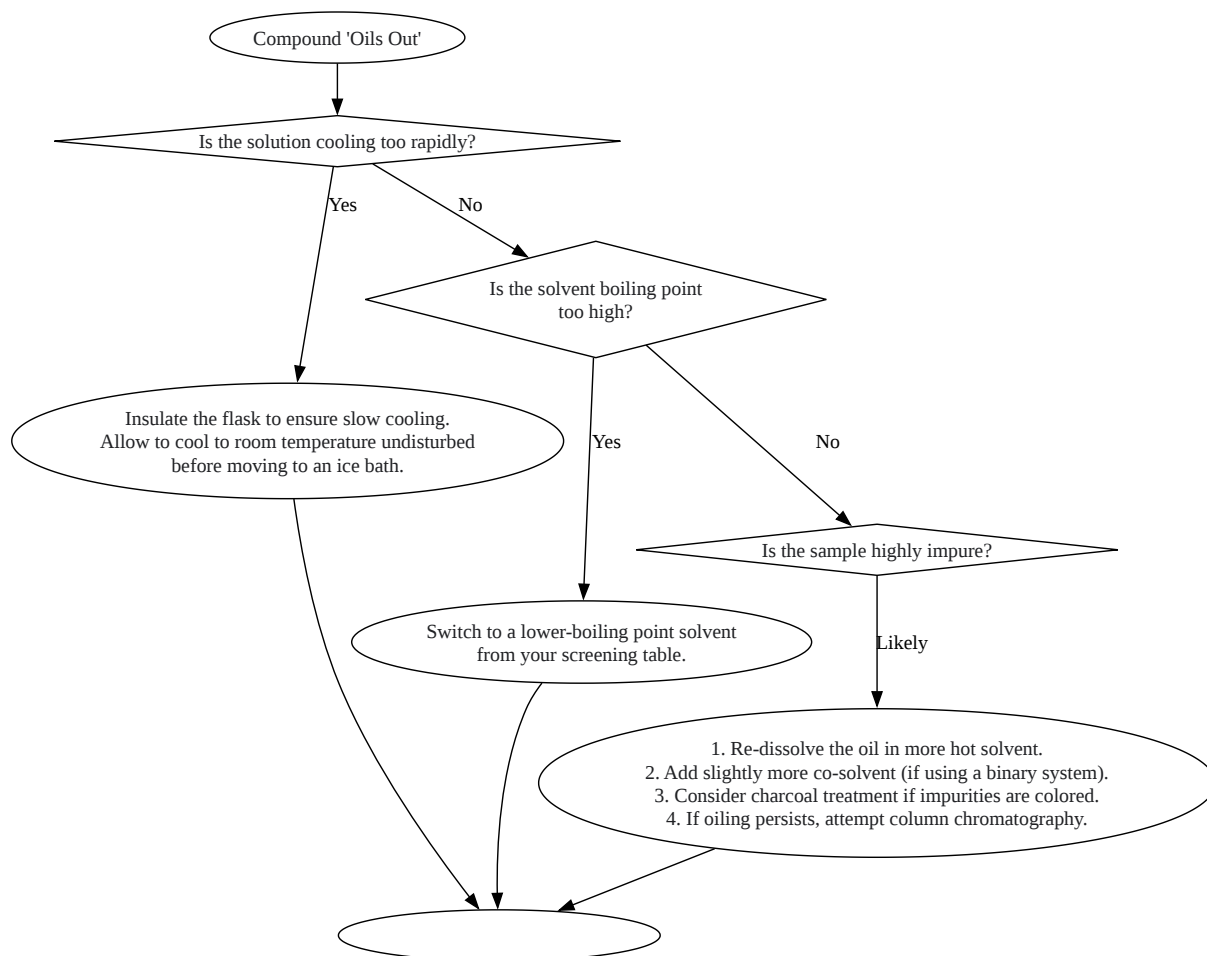 Compound 'Oils Out'
Is the solution cooling too rapidly?
Yes
No
Is the solvent boiling point
too high?
Insulate the flask to ensure slow cooling.
Allow to cool to room temperature undisturbed
before moving to an ice bath.
Yes
No
Is the sample highly impure?
Switch to a lower-boiling point solvent
from your screening table.
Likely
1. Re-dissolve the oil in more hot solvent.
2. Add slightly more co-solvent (if using a binary system).
3. Consider charcoal treatment if impurities are colored.
4. If oiling persists, attempt column chromatography.